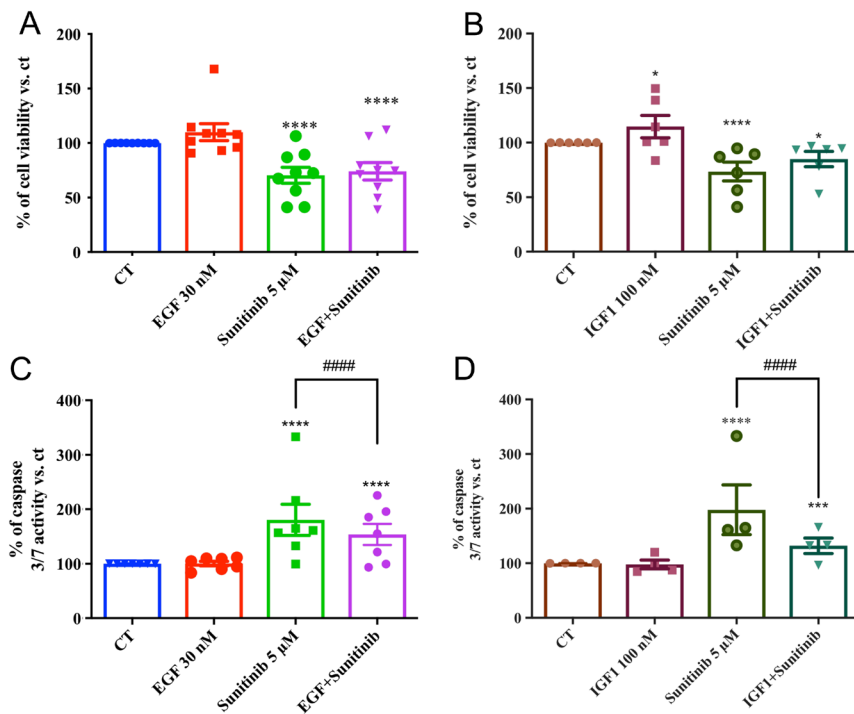 A
% of cell viability vs. ct
200
150
100
50
0
****
****
CT
EGF 30 nM
Sunitinib 5 µM
EGF+Sunitinib
B
% of cell viability vs. ct
200
150
100
50
0
*
****
*
CT
IGF1 100 nM
Sunitinib 5 µM
IGF1+Sunitinib
C
% of caspase
3/7 activity vs. ct
400
300
200
100
0
####
****
****
CT
EGF 30 nM
Sunitinib 5 µM
EGF+Sunitinib
D
% of caspase
3/7 activity vs. ct
400
300
200
100
0
####
****
***
CT
IGF1 100 nM
Sunitinib 5 µM
IGF1+Sunitinib